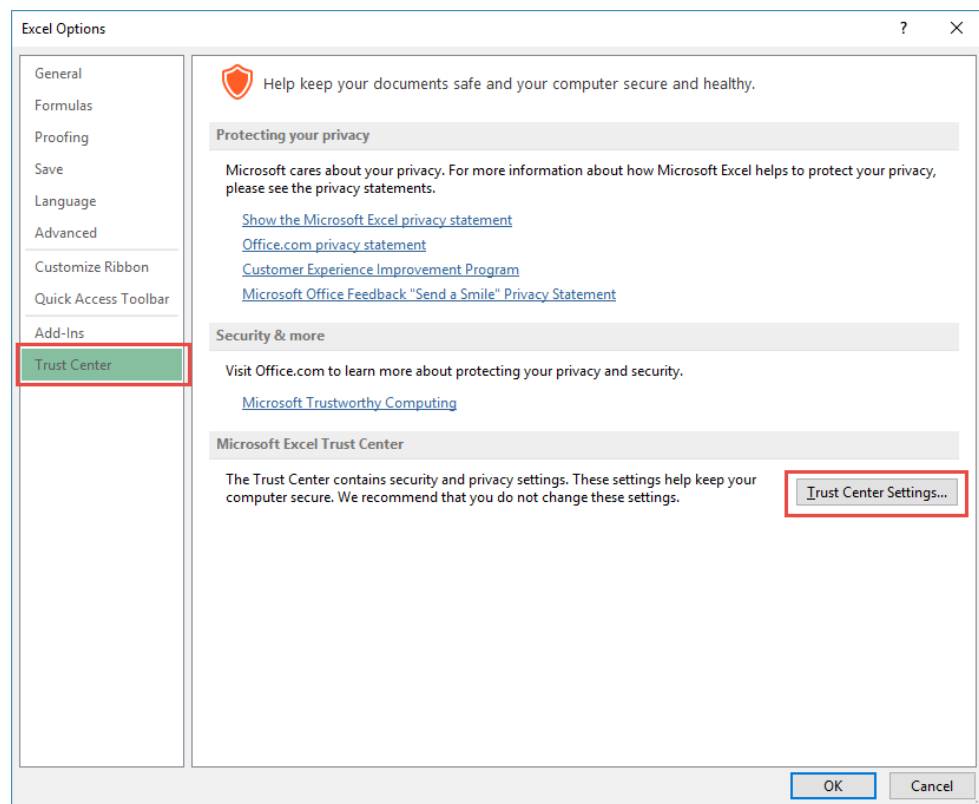 Excel Options
?
General
Formulas
Proofing
Save
Language
Advanced
Customize Ribbon
Quick Access Toolbar
Add-Ins
Trust Center
Help keep your documents safe and your computer secure and healthy.
Protecting your privacy
Microsoft cares about your privacy. For more information about how Microsoft Excel helps to protect your privacy,
please see the privacy statements.
Show the Microsoft Excel privacy statement
Office.com privacy statement
Customer Experience Improvement Program
Microsoft Office Feedback "Send a Smile" Privacy Statement
Security & more
Visit Office.com to learn more about protecting your privacy and security.
Microsoft Trustworthy Computing
Microsoft Excel Trust Center
The Trust Center contains security and privacy settings. These settings help keep your
computer secure. We recommend that you do not change these settings.
Trust Center Settings...
OK
Cancel